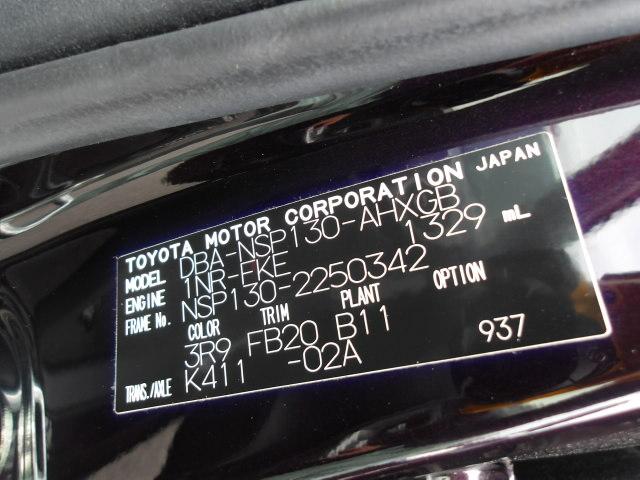 TOYOTA MOTOR CORPORATION JAPAN
MODEL DBA-NSP130-AHXGB
ENGINE 1NR-FKE 1329 mL
FRAME No. NSP130-2250342
COLOR TRIM PLANT OPTION
3R9 FB20 B11
TRANS./AXLE K411 -02A 937